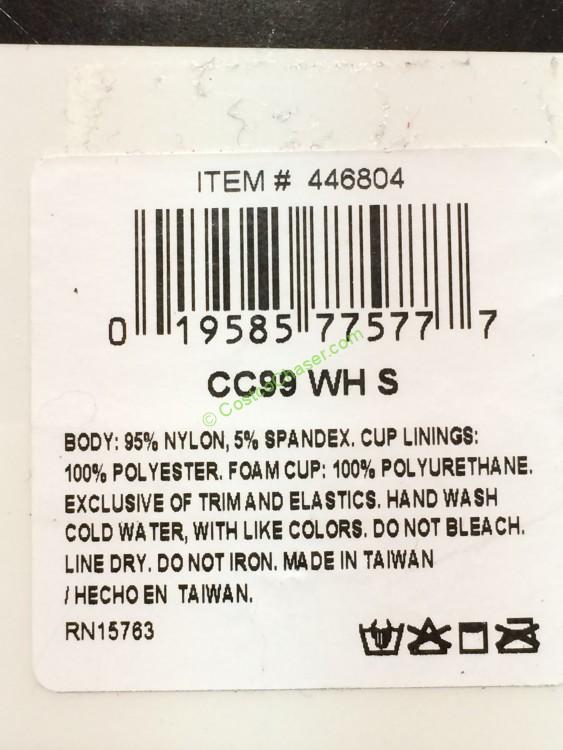 ITEM # 446804
0 19585 77577 7
© CostcoChaser.com
CC99 WH S
BODY: 95% NYLON, 5% SPANDEX. CUP LININGS:
100% POLYESTER. FOAM CUP: 100% POLYURETHANE.
EXCLUSIVE OF TRIM AND ELASTICS. HAND WASH
COLD WATER, WITH LIKE COLORS. DO NOT BLEACH.
LINE DRY. DO NOT IRON. MADE IN TAIWAN
/ HECHO EN TAIWAN.
RN15763